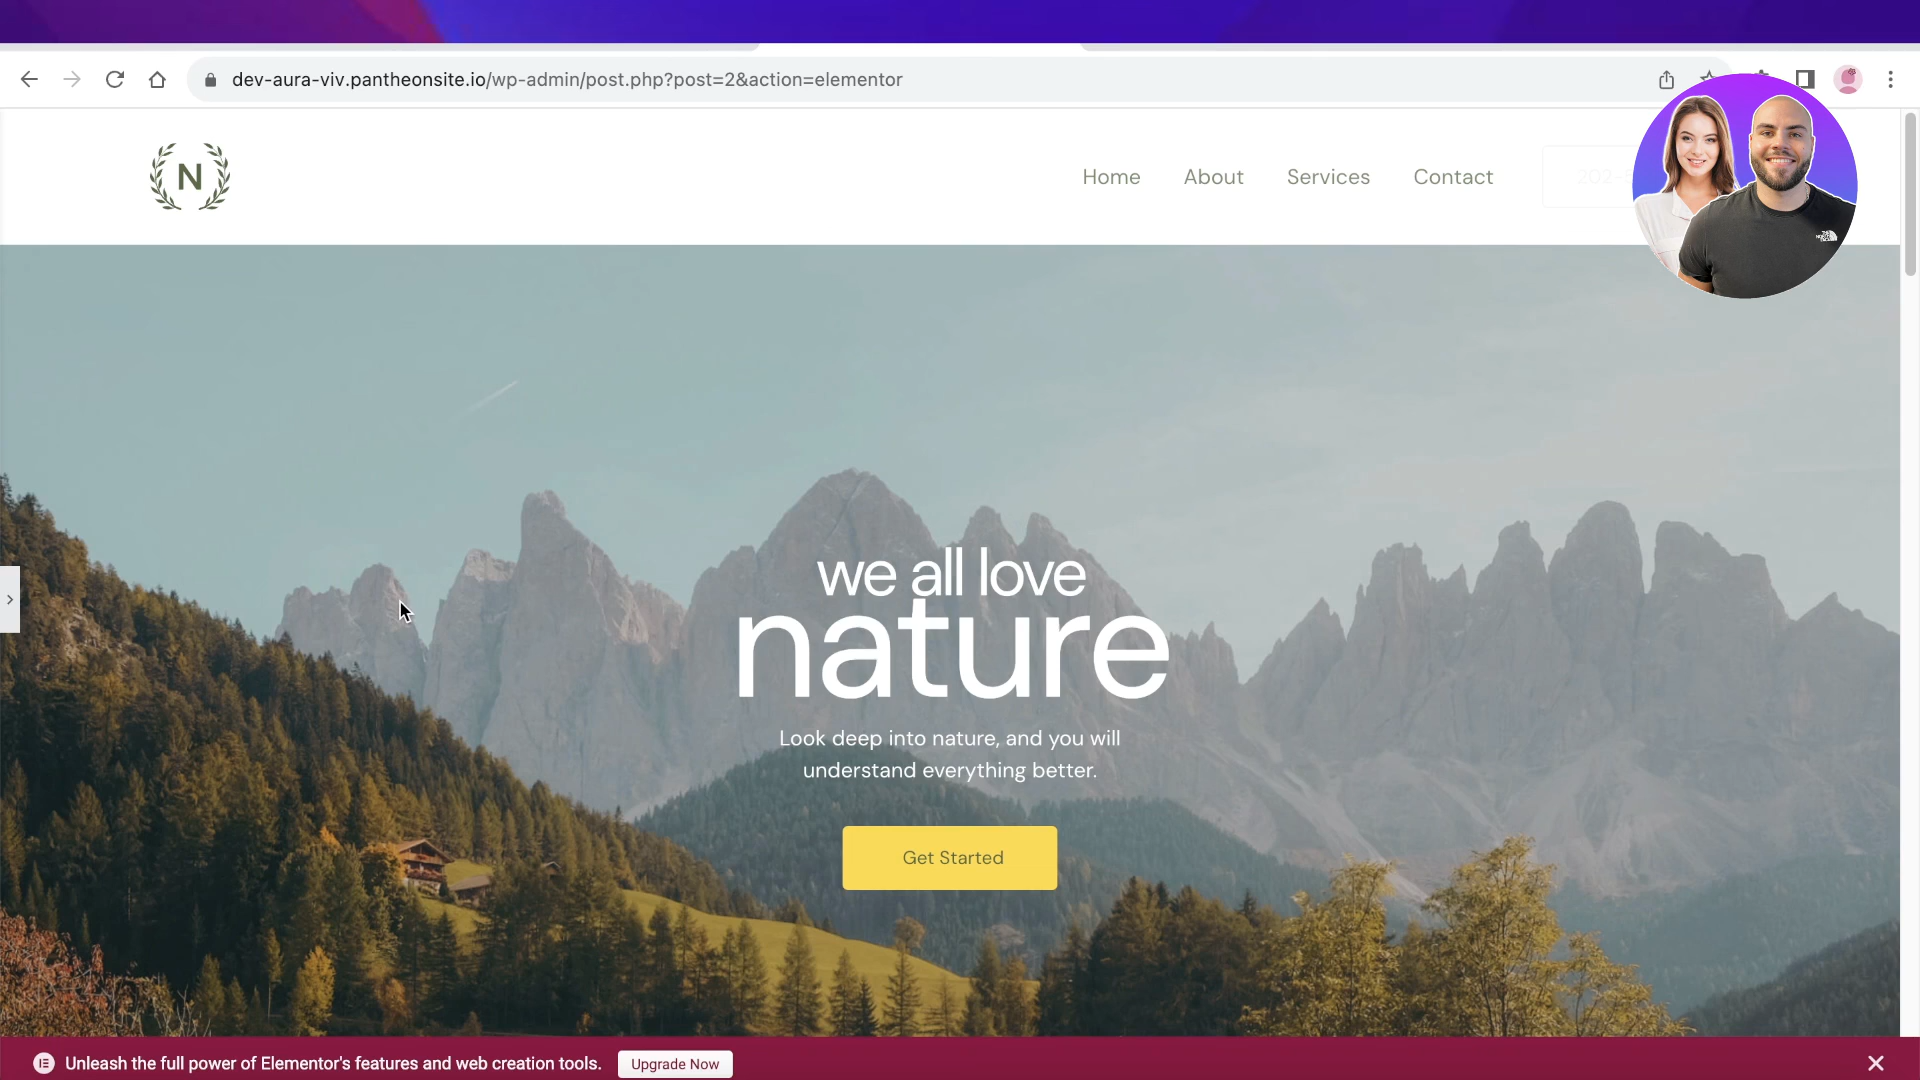 dev-aura-viv.pantheonsite.io/wp-admin/post.php?post=2&action=elementor
N
Home About Services Contact
we all love
nature
Look deep into nature, and you will
understand everything better.
Get Started
Unleash the full power of Elementor's features and web creation tools. Upgrade Now